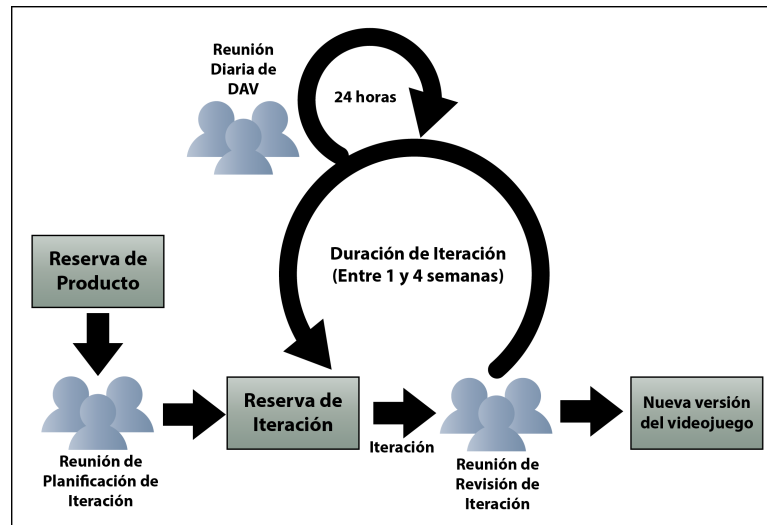 Reunión
Diaria de
DAV
24 horas
Duración de Iteración
(Entre 1 y 4 semanas)
Reserva de
Producto
Reserva de
Iteración
Iteración
Nueva versión
del videojuego
Reunión de
Planificación de
Iteración
Reunión de
Revisión de
Iteración